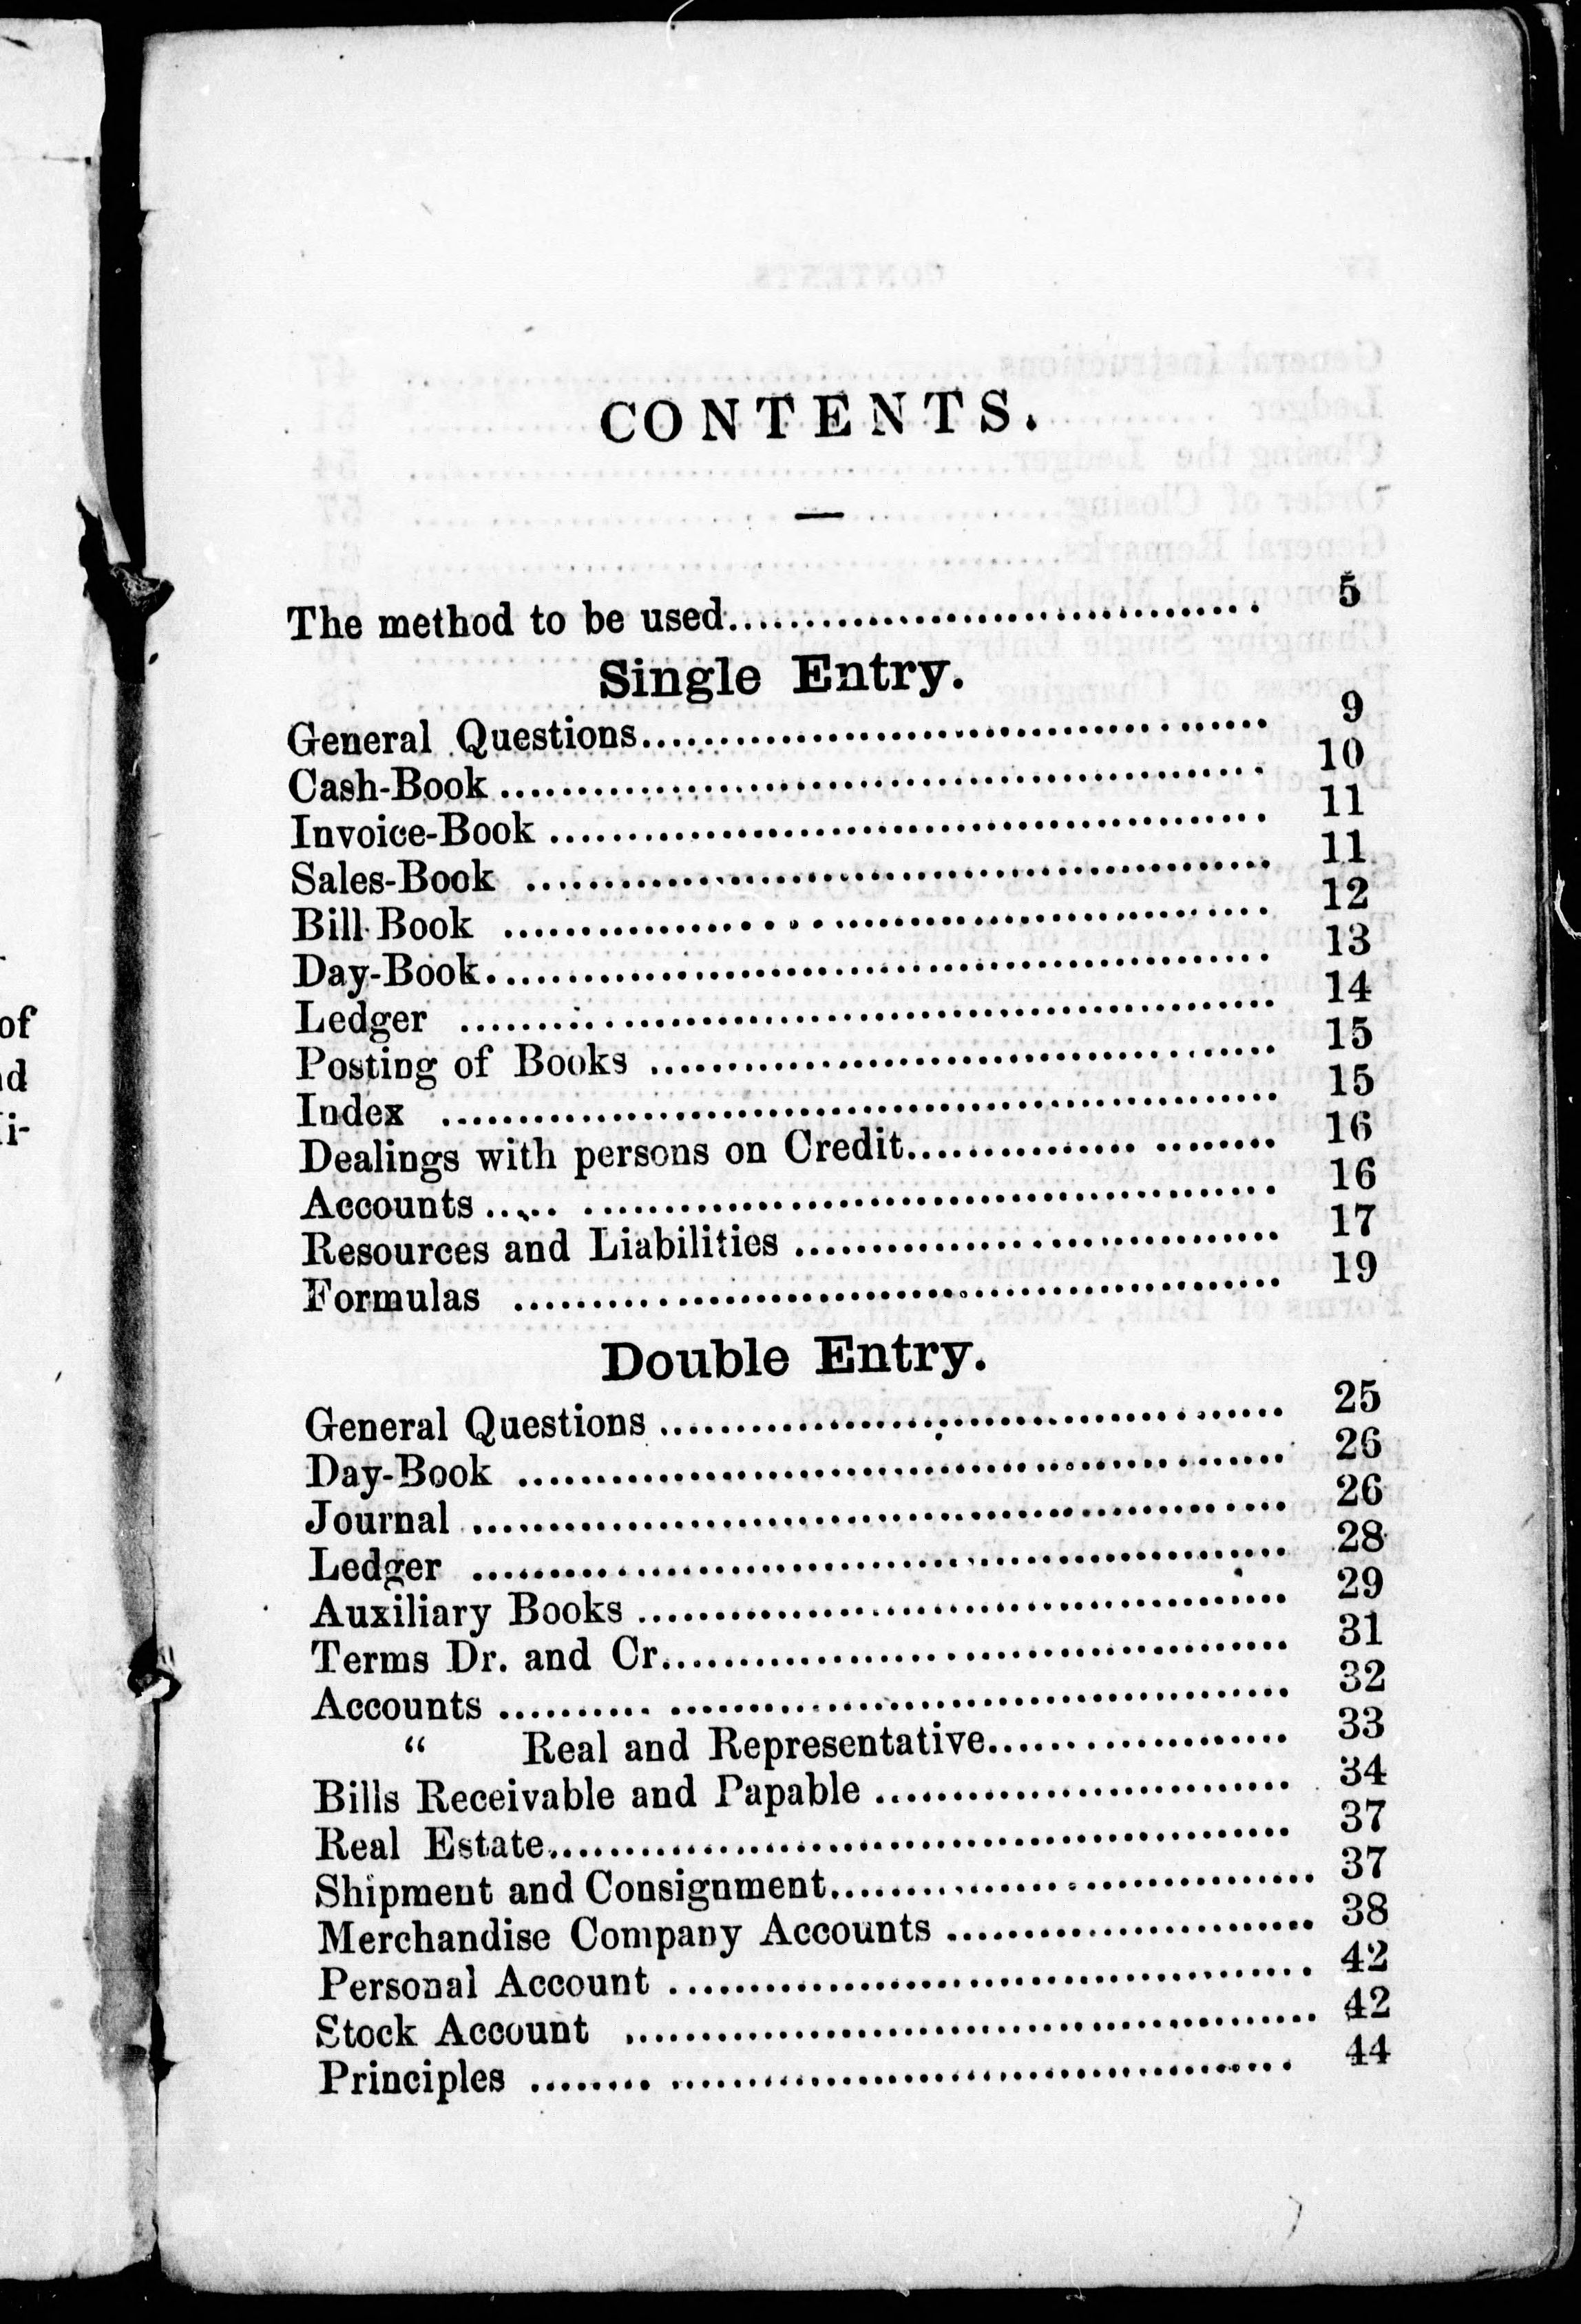 CONTENTS.
The method to be used.................................. 5
Single Entry.
General Questions........................................ 9
Cash-Book ................................................ 10
Invoice-Book .............................................. 11
Sales-Book ................................................ 11
Bill-Book .................................................. 12
Day-Book................................................... 13
Ledger ..................................................... 14
Posting of Books ........................................ 15
Index ...................................................... 15
Dealings with persons on Credit....................... 16
Accounts ................................................... 16
Resources and Liabilities ............................... 17
Formulas .................................................. 19
Double Entry.
General Questions ........................................ 25
Day-Book .................................................. 26
Journal ..................................................... 26
Ledger ..................................................... 28
Auxiliary Books .......................................... 29
Terms Dr. and Cr......................................... 31
Accounts ................................................... 32
“ Real and Representative.................... 33
Bills Receivable and Papable ........................... 34
Real Estate................................................ 37
Shipment and Consignment............................... 37
Merchandise Company Accounts ........................ 38
Personal Account ......................................... 42
Stock Account ............................................ 42
Principles .................................................. 44
of
i-